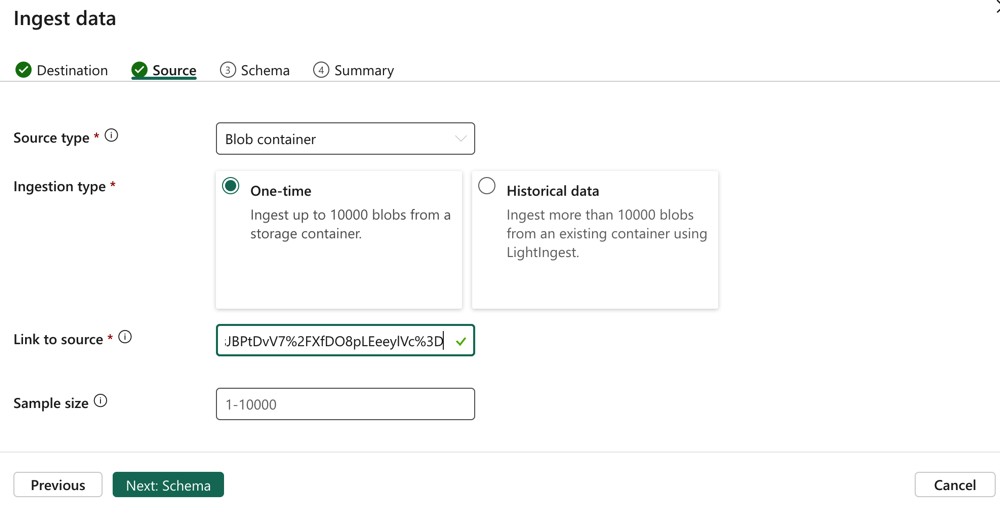 Ingest data
Destination
Source
3 Schema
4 Summary
Source type *
Blob container
Ingestion type *
One-time
Ingest up to 10000 blobs from a
storage container.
Historical data
Ingest more than 10000 blobs
from an existing container using
LightIngest.
Link to source *
JBPtDvV7%2FXfDO8pLEeeylVc%3D
Sample size
1-10000
Previous
Next: Schema
Cancel